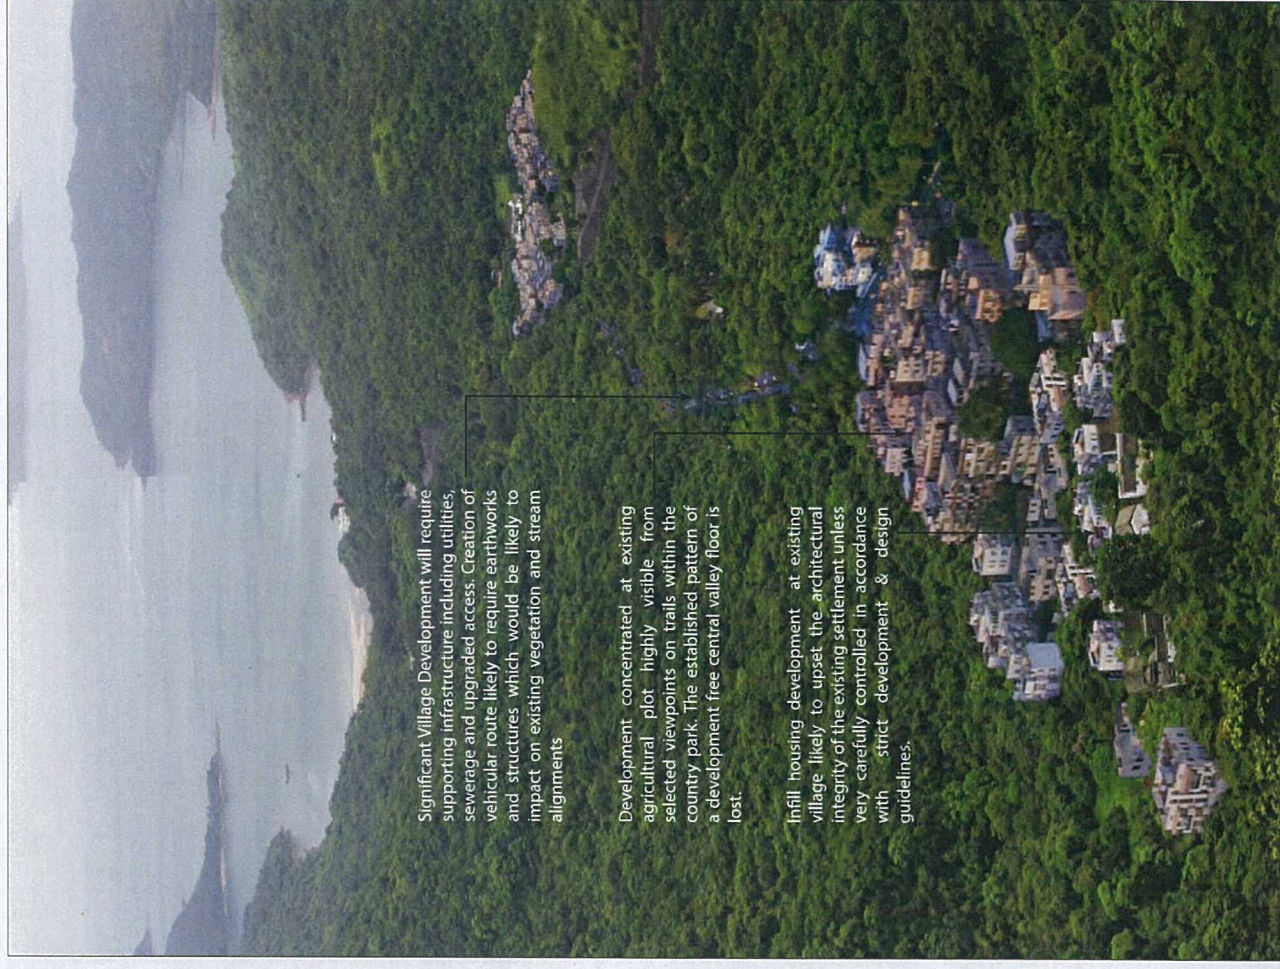 Significant Village Development will require
supporting infrastructure including utilities,
sewerage and upgraded access. Creation of
vehicular route likely to require earthworks
and structures which would be likely to
impact on existing vegetation and stream
alignments
Development concentrated at existing
agricultural plot highly visible from
selected viewpoints on trails within the
country park. The established pattern of
a development free central valley floor is
lost.
Infill housing development at existing
village likely to upset the architectural
integrity of the existing settlement unless
very carefully controlled in accordance
with strict development & design
guidelines.